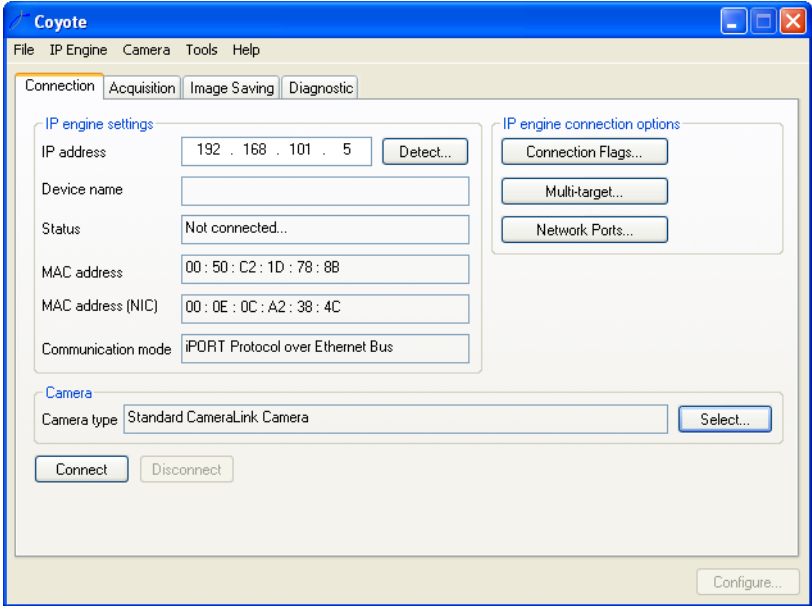 Coyote
File IP Engine Camera Tools Help
Connection Acquisition Image Saving Diagnostic
IP engine settings
IP address 192 . 168 . 101 . 5 Detect...
Device name
Status Not connected...
MAC address 00 : 50 : C2 : 1D : 78 : 8B
MAC address (NIC) 00 : 0E : 0C : A2 : 38 : 4C
Communication mode iPORT Protocol over Ethernet Bus
IP engine connection options
Connection Flags...
Multi-target...
Network Ports...
Camera
Camera type Standard CameraLink Camera Select...
Connect Disconnect
Configure...